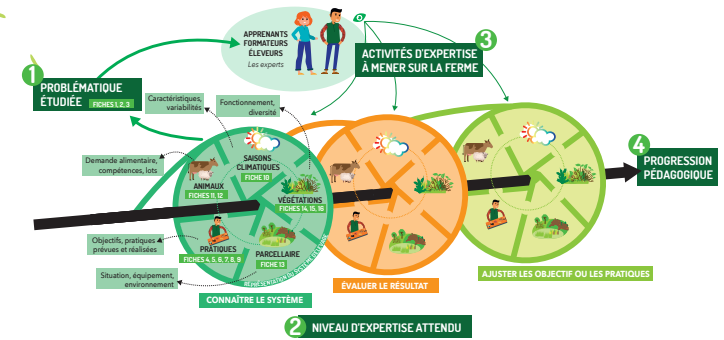 APPRENANTS
FORMATEURS
ÉLEVEURS
Les experts
3
ACTIVITÉS D'EXPERTISE
À MENER SUR LA FERME
1
PROBLÉMATIQUE
ÉTUDIÉE FICHES 1, 2, 3
Caractéristiques,
variabilités
Fonctionnement,
diversité
Demande alimentaire,
compétences, lots
SAISONS
CLIMATIQUES
FICHE 10
ANIMAUX
FICHES 11, 12
VÉGÉTATIONS
FICHES 14, 15, 16
4
PROGRESSION
PÉDAGOGIQUE
Objectifs, pratiques
prévues et réalisées
PRATIQUES
FICHES 4, 5, 6, 7, 8, 9
PARCELLAIRE
FICHE 13
Situation, équipement,
environnement
REPRÉSENTATION DU SYSTÈME D'ÉLEVAGE
CONNAÎTRE LE SYSTÈME
ÉVALUER LE RÉSULTAT
AJUSTER LES OBJECTIF OU LES PRATIQUES
2
NIVEAU D'EXPERTISE ATTENDU